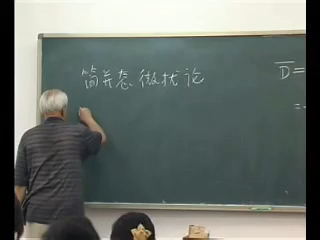 简并态微扰论
D̅ =
=